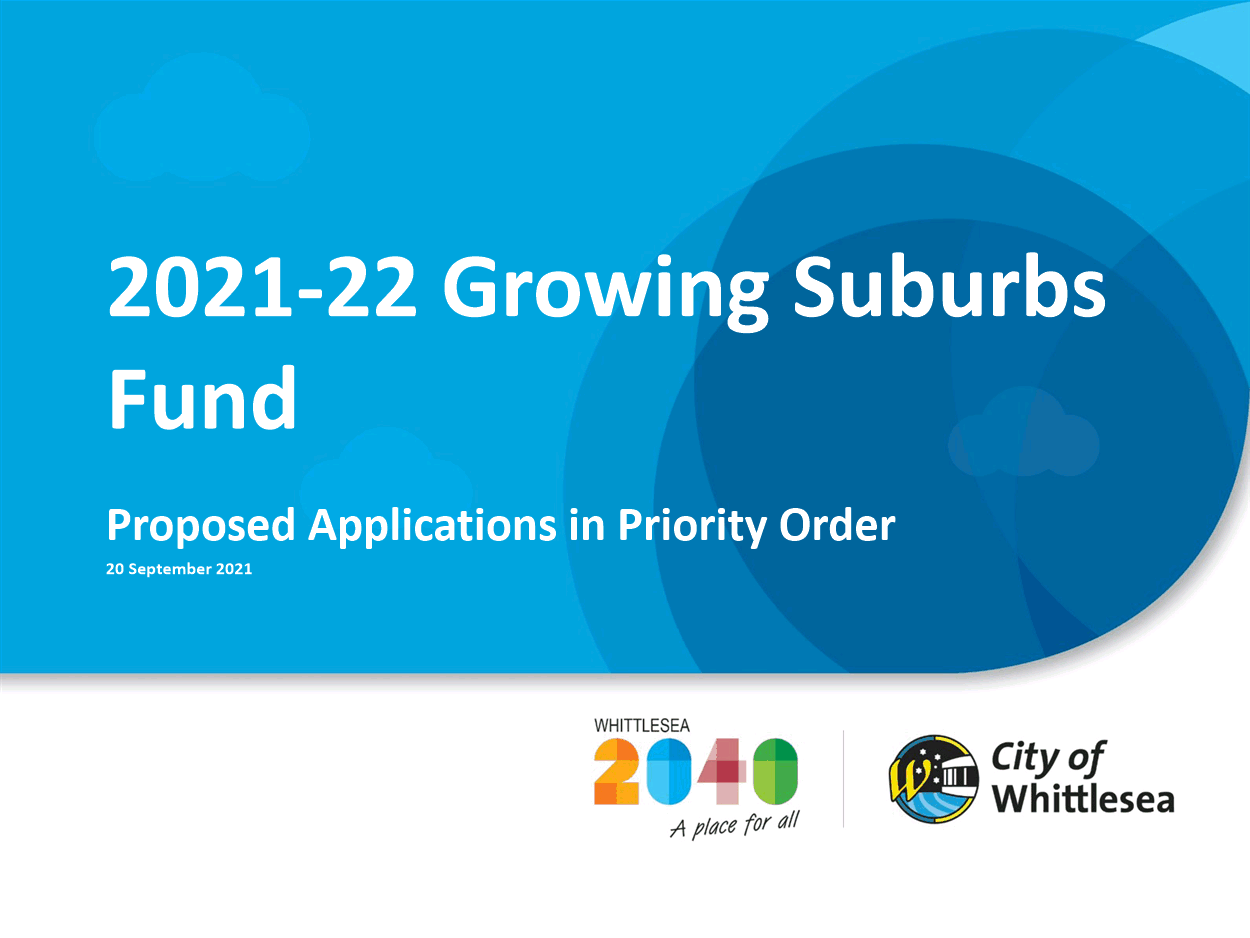 2021-22 Growing Suburbs
Fund
Proposed Applications in Priority Order
20 September 2021
WHITTLESEA
2040
A place for all
City of
Whittlesea